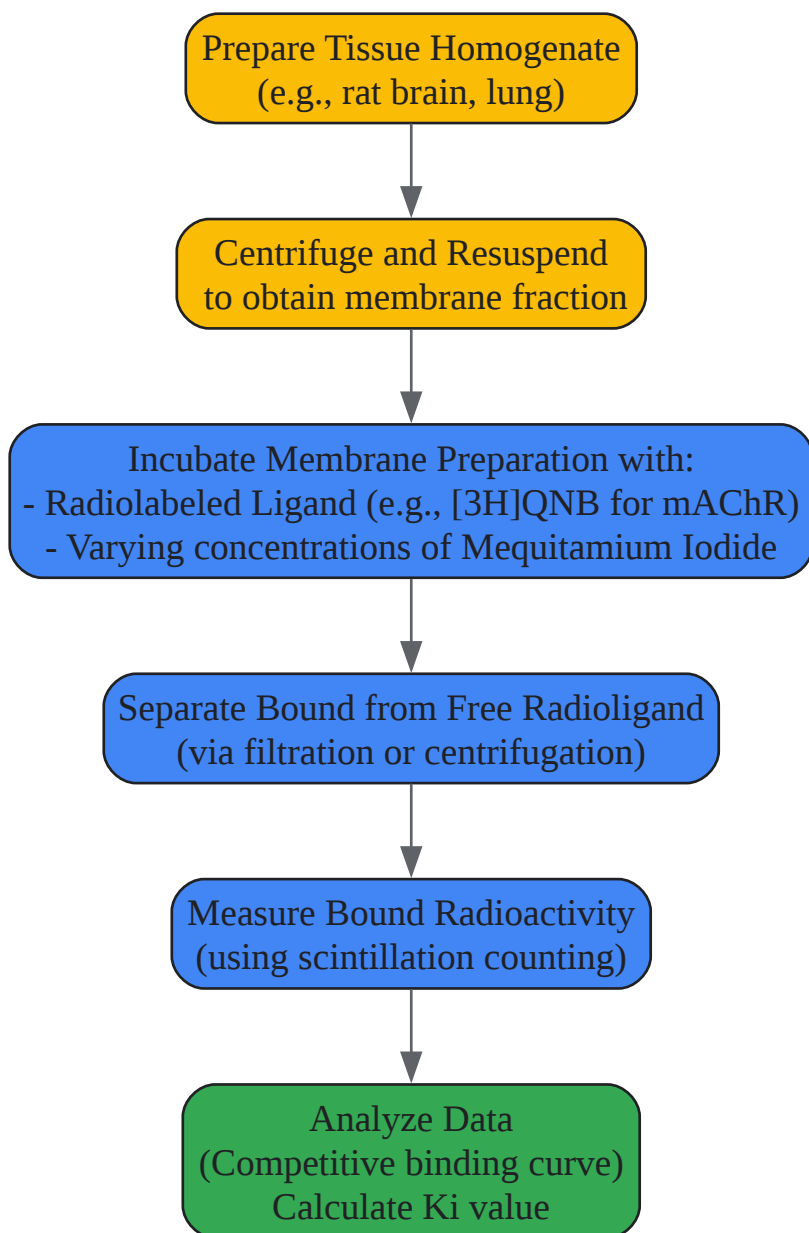 Prepare Tissue Homogenate
(e.g., rat brain, lung)
Centrifuge and Resuspend
to obtain membrane fraction
Incubate Membrane Preparation with:
- Radiolabeled Ligand (e.g., [3H]QNB for mAChR)
- Varying concentrations of Mequitamium Iodide
Separate Bound from Free Radioligand
(via filtration or centrifugation)
Measure Bound Radioactivity
(using scintillation counting)
Analyze Data
(Competitive binding curve)
Calculate Ki value